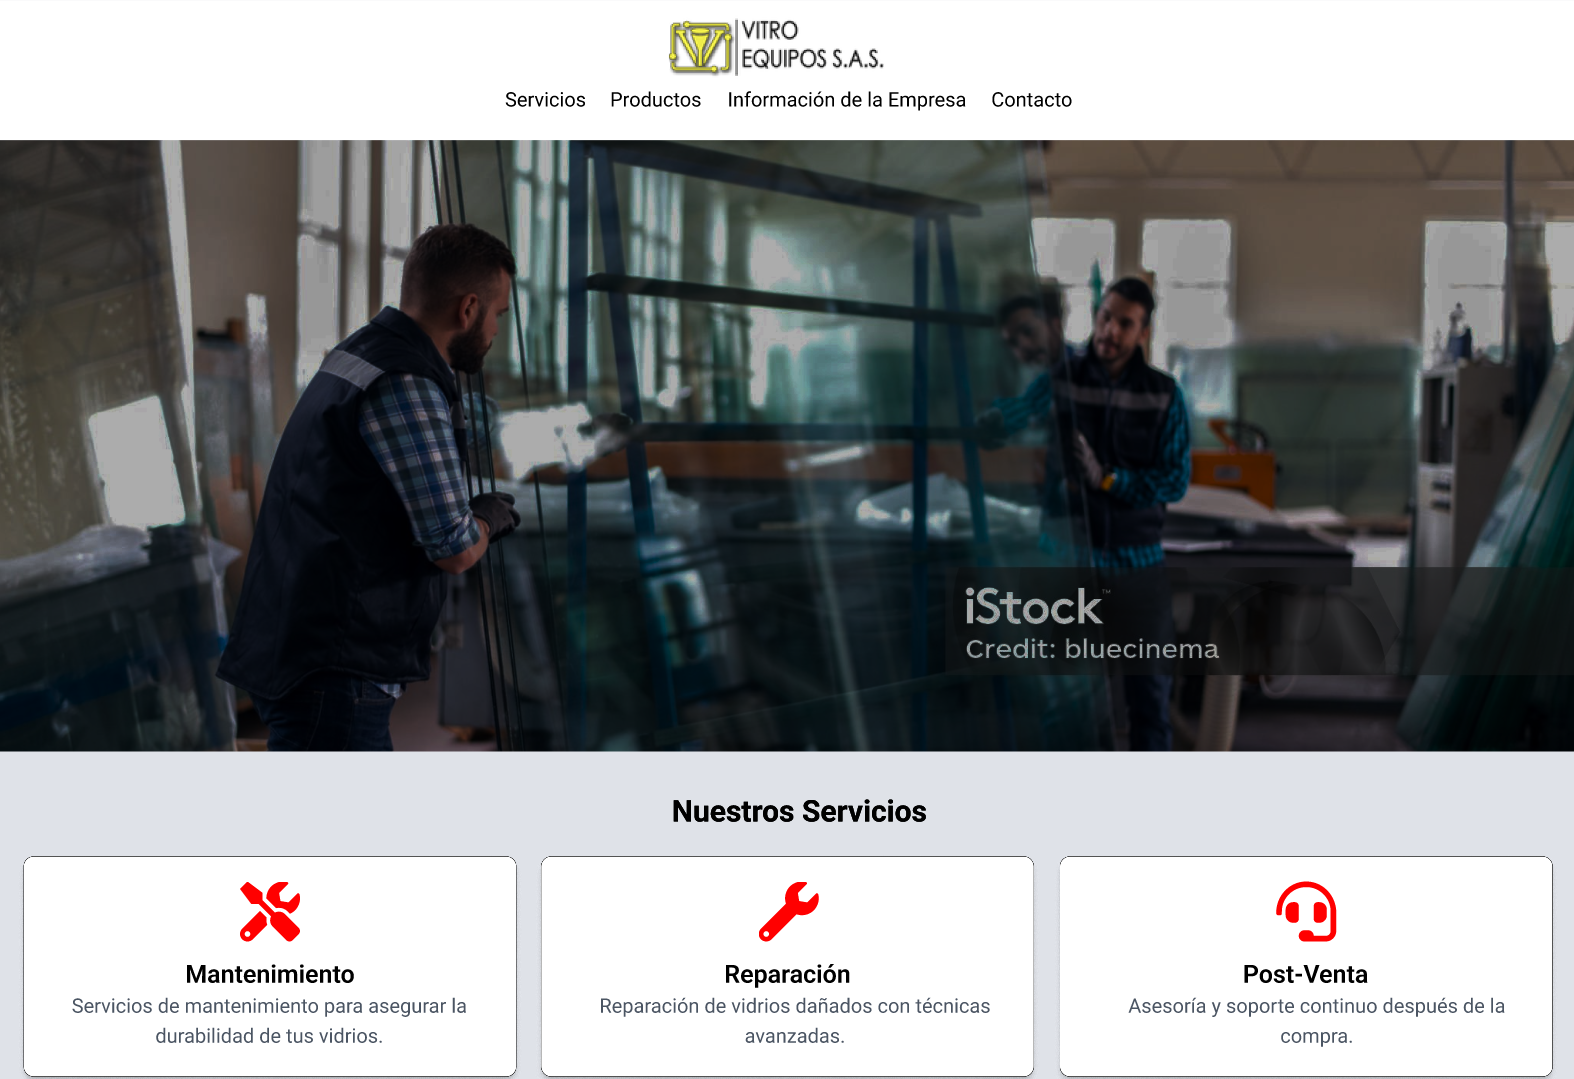 VITRO
EQUIPOS S.A.S.
Servicios Productos Información de la Empresa Contacto
iStock™
Credit: bluecinema
Nuestros Servicios
Mantenimiento
Servicios de mantenimiento para asegurar la
durabilidad de tus vidrios.
Reparación
Reparación de vidrios dañados con técnicas
avanzadas.
Post-Venta
Asesoría y soporte continuo después de la
compra.